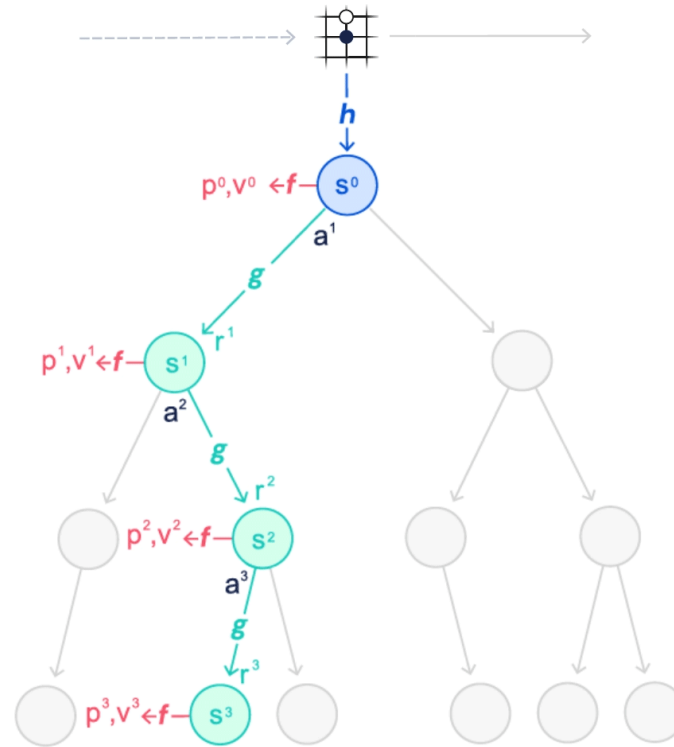 h
p⁰,v⁰ ←f s⁰
a¹
g
r¹
p¹,v¹←f s¹
a²
g
r²
p²,v²←f s²
a³
g
r³
p³,v³←f s³